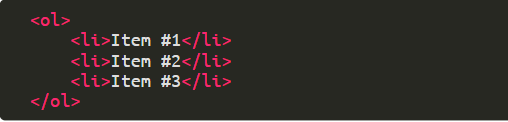 <ol>
    <li>Item #1</li>
    <li>Item #2</li>
    <li>Item #3</li>
</ol>